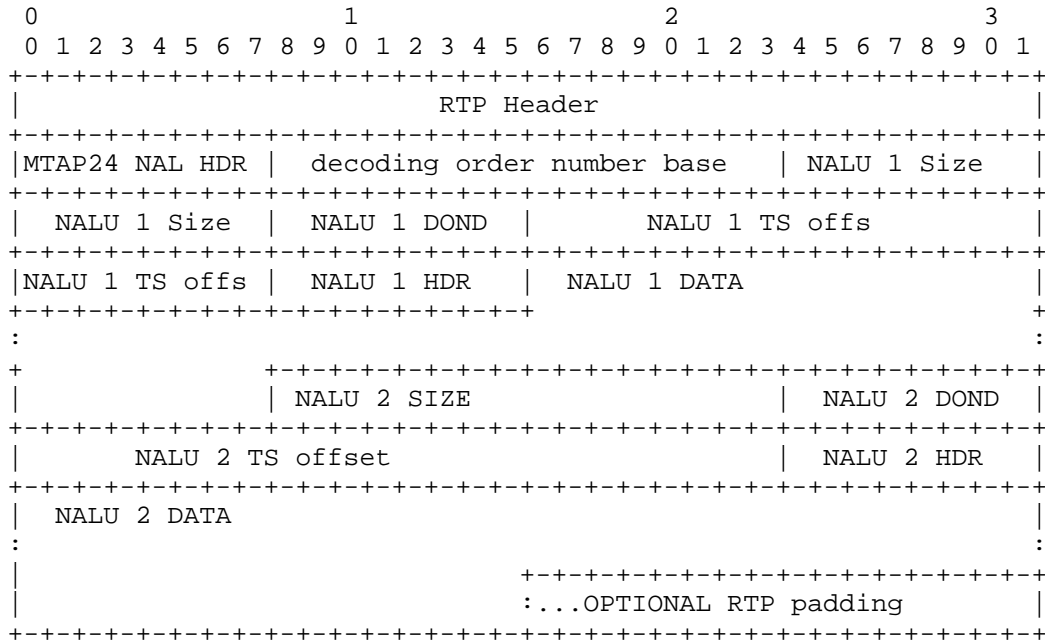 0                   1                   2                   3
 0 1 2 3 4 5 6 7 8 9 0 1 2 3 4 5 6 7 8 9 0 1 2 3 4 5 6 7 8 9 0 1
+-+-+-+-+-+-+-+-+-+-+-+-+-+-+-+-+-+-+-+-+-+-+-+-+-+-+-+-+-+-+-+-+
|                          RTP Header                           |
+-+-+-+-+-+-+-+-+-+-+-+-+-+-+-+-+-+-+-+-+-+-+-+-+-+-+-+-+-+-+-+-+
|MTAP24 NAL HDR |  decoding order number base   | NALU 1 Size   |
+-+-+-+-+-+-+-+-+-+-+-+-+-+-+-+-+-+-+-+-+-+-+-+-+-+-+-+-+-+-+-+-+
|  NALU 1 Size  |  NALU 1 DOND  |       NALU 1 TS offs          |
+-+-+-+-+-+-+-+-+-+-+-+-+-+-+-+-+-+-+-+-+-+-+-+-+-+-+-+-+-+-+-+-+
|NALU 1 TS offs |  NALU 1 HDR   |  NALU 1 DATA                  |
+-+-+-+-+-+-+-+-+-+-+-+-+-+-+-+-+                               +
:                                                               :
+               +-+-+-+-+-+-+-+-+-+-+-+-+-+-+-+-+-+-+-+-+-+-+-+-+
|               | NALU 2 SIZE                   |  NALU 2 DOND  |
+-+-+-+-+-+-+-+-+-+-+-+-+-+-+-+-+-+-+-+-+-+-+-+-+-+-+-+-+-+-+-+-+
|       NALU 2 TS offset                        |  NALU 2 HDR   |
+-+-+-+-+-+-+-+-+-+-+-+-+-+-+-+-+-+-+-+-+-+-+-+-+-+-+-+-+-+-+-+-+
|  NALU 2 DATA                                                  |
:                                                               :
|                               +-+-+-+-+-+-+-+-+-+-+-+-+-+-+-+-+
|                               :...OPTIONAL RTP padding        |
+-+-+-+-+-+-+-+-+-+-+-+-+-+-+-+-+-+-+-+-+-+-+-+-+-+-+-+-+-+-+-+-+